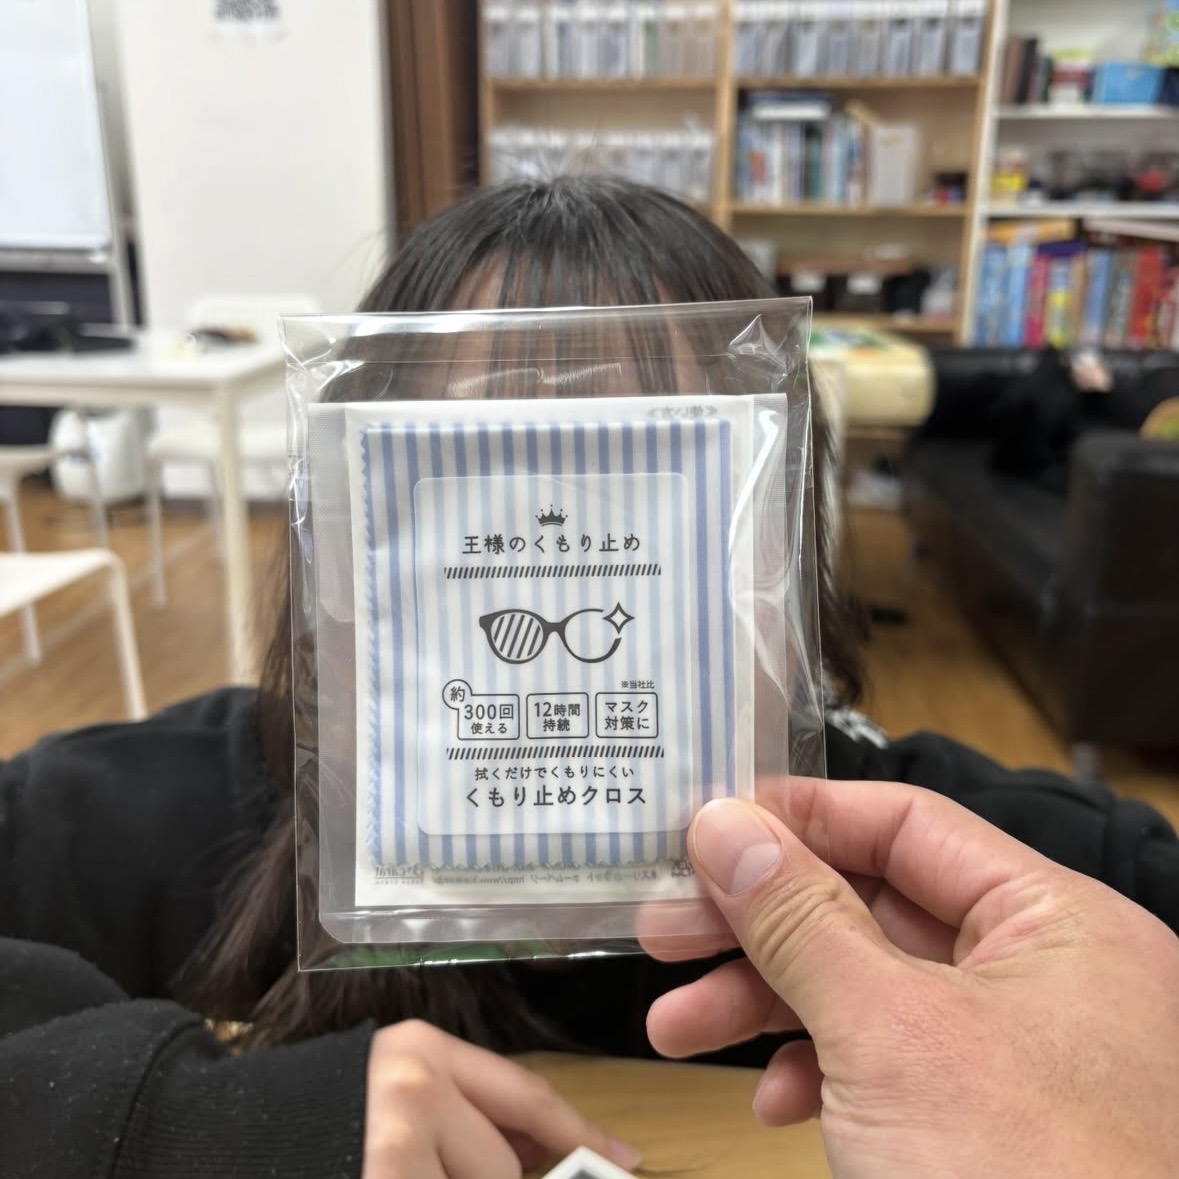 王様のくもり止め
※当社比
約
300回
使える
12時間
持続
マスク
対策に
拭くだけでくもりにくい
くもり止めクロス